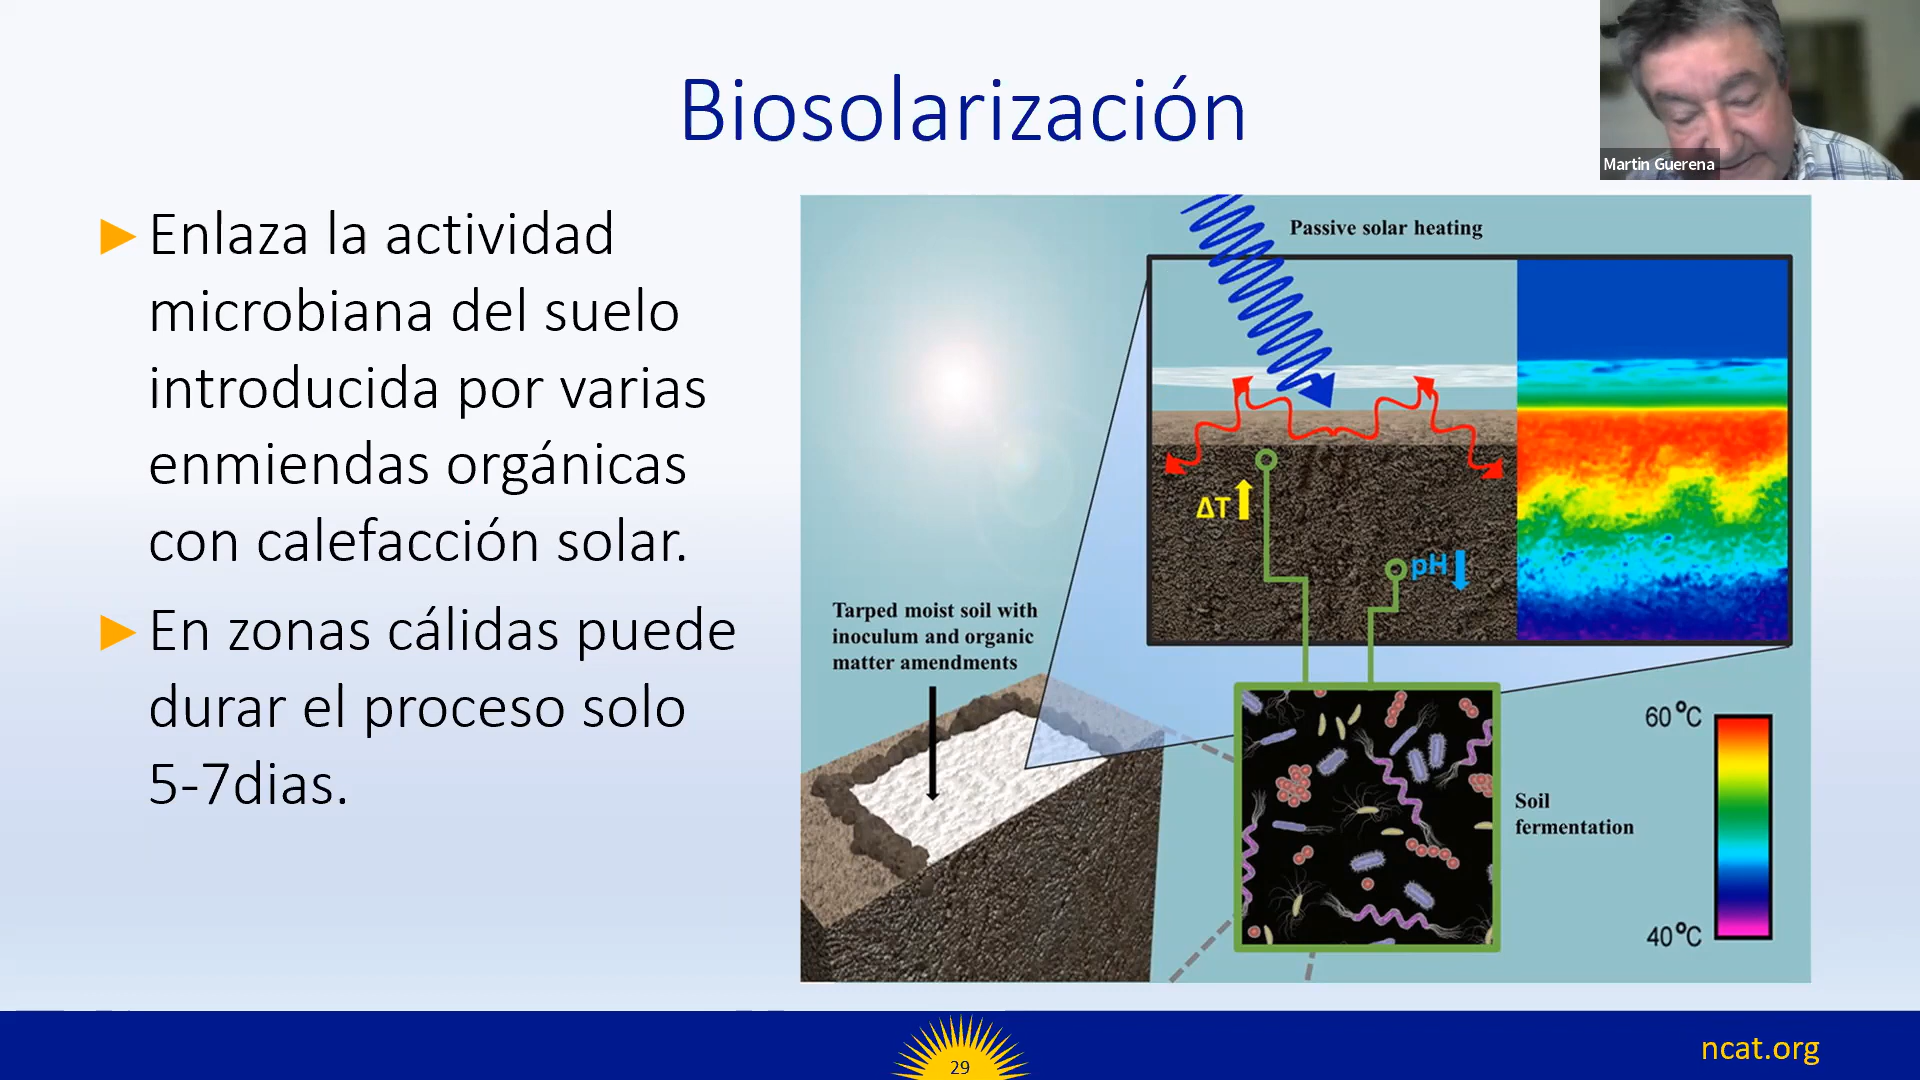 Biosolarización
Martin Guerena
Enlaza la actividad
microbiana del suelo
introducida por varias
enmiendas orgánicas
con calefacción solar.
En zonas cálidas puede
durar el proceso solo
5-7dias.
Passive solar heating
ΔT
pH
Tarped moist soil with
inoculum and organic
matter amendments
Soil
fermentation
60 °C
40 °C
29
ncat.org